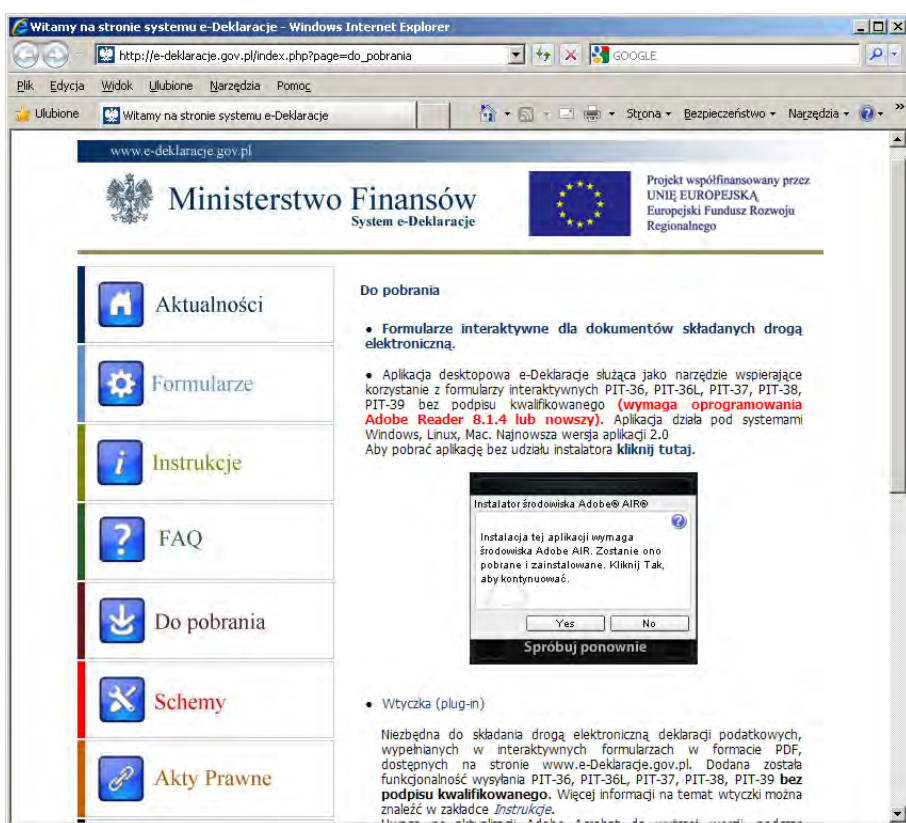 Witamy na stronie systemu e-Deklaracje - Windows Internet Explorer
http://e-deklaracje.gov.pl/index.php?page=do_pobrania
GOOGLE
Plik Edycja Widok Ulubione Narzędzia Pomoc
Ulubione Witamy na stronie systemu e-Deklaracje Strona Bezpieczeństwo Narzędzia
www.e-deklaracje.gov.pl
Ministerstwo Finansów
System e-Deklaracje
Projekt współfinansowany przez
UNIĘ EUROPEJSKĄ
Europejski Fundusz Rozwoju
Regionalnego
Aktualności
Formularze
Instrukcje
FAQ
Do pobrania
Schemy
Akty Prawne
Do pobrania
• Formularze interaktywne dla dokumentów składanych drogą
elektroniczną.
• Aplikacja desktopowa e-Deklaracje służąca jako narzędzie wspierające
korzystanie z formularzy interaktywnych PIT-36, PIT-36L, PIT-37, PIT-38,
PIT-39 bez podpisu kwalifikowanego (wymaga oprogramowania
Adobe Reader 8.1.4 lub nowszy). Aplikacja działa pod systemami
Windows, Linux, Mac. Najnowsza wersja aplikacji 2.0
Aby pobrać aplikację bez udziału instalatora kliknij tutaj.
Instalator środowiska Adobe® AIR®
Instalacja tej aplikacji wymaga
środowiska Adobe AIR. Zostanie ono
pobrane i zainstalowane. Kliknij Tak,
aby kontynuować.
Yes No
Spróbuj ponownie
• Wtyczka (plug-in)
Niezbędna do składania drogą elektroniczną deklaracji podatkowych,
wypełnianych w interaktywnych formularzach w formacie PDF,
dostępnych na stronie www.e-Deklaracje.gov.pl. Dodana została
funkcjonalność wysyłania PIT-36, PIT-36L, PIT-37, PIT-38, PIT-39 bez
podpisu kwalifikowanego. Więcej informacji na temat wtyczki można
znaleźć w zakładce Instrukcje.